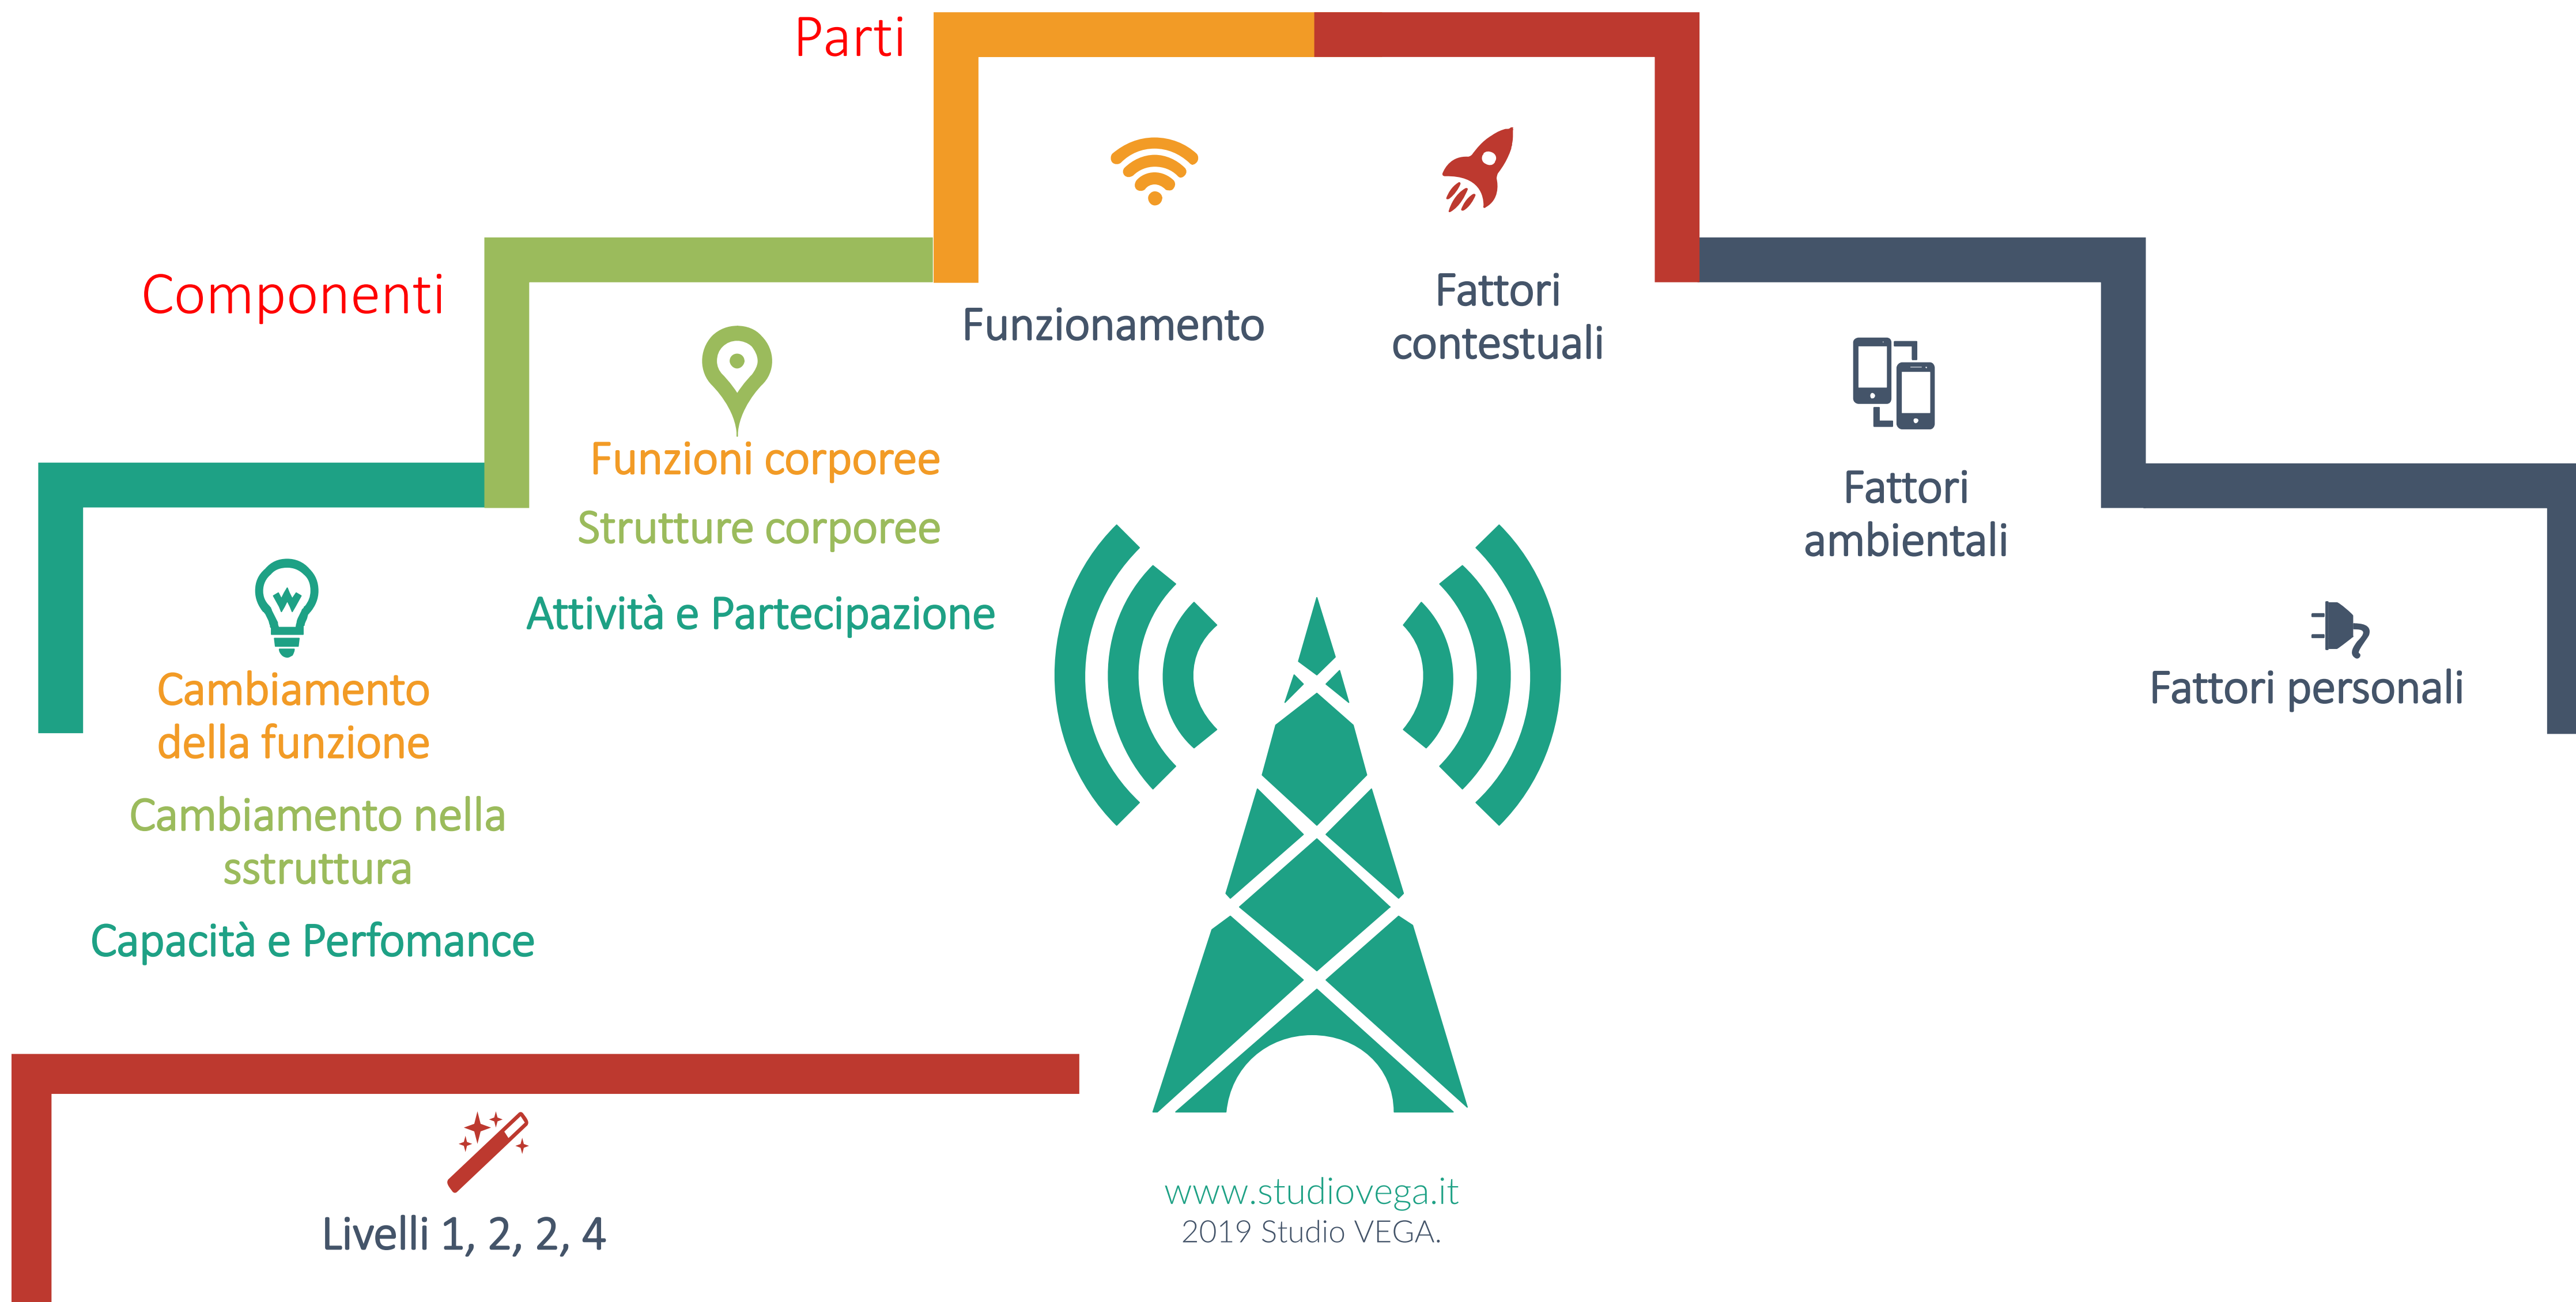 Parti
Componenti
Funzionamento
Fattori
contestuali
Funzioni corporee
Strutture corporee
Attività e Partecipazione
Fattori
ambientali
Fattori personali
Cambiamento
della funzione
Cambiamento nella
sstruttura
Capacità e Perfomance
Livelli 1, 2, 2, 4
www.studiovega.it
2019 Studio VEGA.